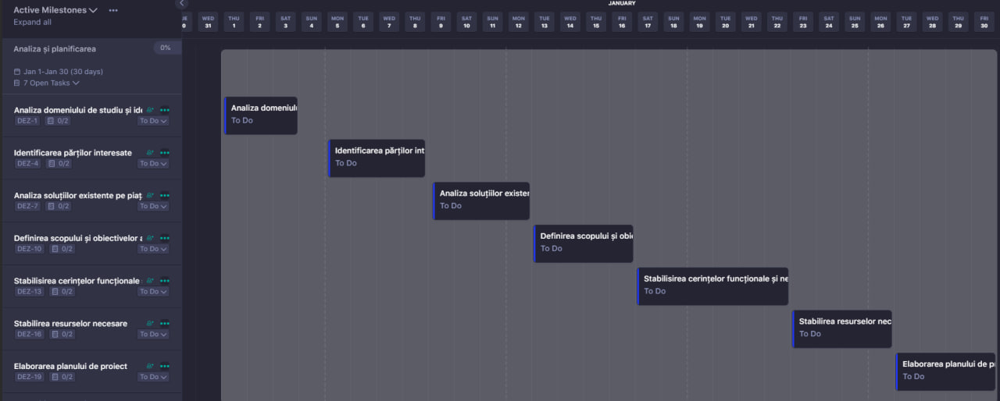 Active Milestones
Expand all
JANUARY
WED THU FRI SAT SUN MON TUE WED THU FRI SAT SUN MON TUE WED THU FRI SAT SUN MON TUE WED THU FRI SAT SUN MON TUE WED THU FRI
0 31 1 2 3 4 5 6 7 8 9 10 11 12 13 14 15 16 17 18 19 20 21 22 23 24 25 26 27 28 29 30
Analiza și planificarea
0%
Jan 1-Jan 30 (30 days)
7 Open Tasks
Analiza domeniului de studiu și ide
DEZ-1 0/2 To Do
Analiza domeniul
To Do
Identificarea părților interesate
DEZ-4 0/2 To Do
Identificarea părților int
To Do
Analiza soluțiilor existente pe piaț
DEZ-7 0/2 To Do
Analiza soluțiilor existen
To Do
Definirea scopului și obiectivelor a
DEZ-10 0/2 To Do
Definirea scopului și obie
To Do
Stabilisirea cerințelor funcționale
DEZ-13 0/2 To Do
Stabilisirea cerințelor funcționale și ne
To Do
Stabilirea resurselor necesare
DEZ-16 0/2 To Do
Stabilirea resurselor nec
To Do
Elaborarea planului de proiect
DEZ-19 0/2 To Do
Elaborarea planului de p
To Do